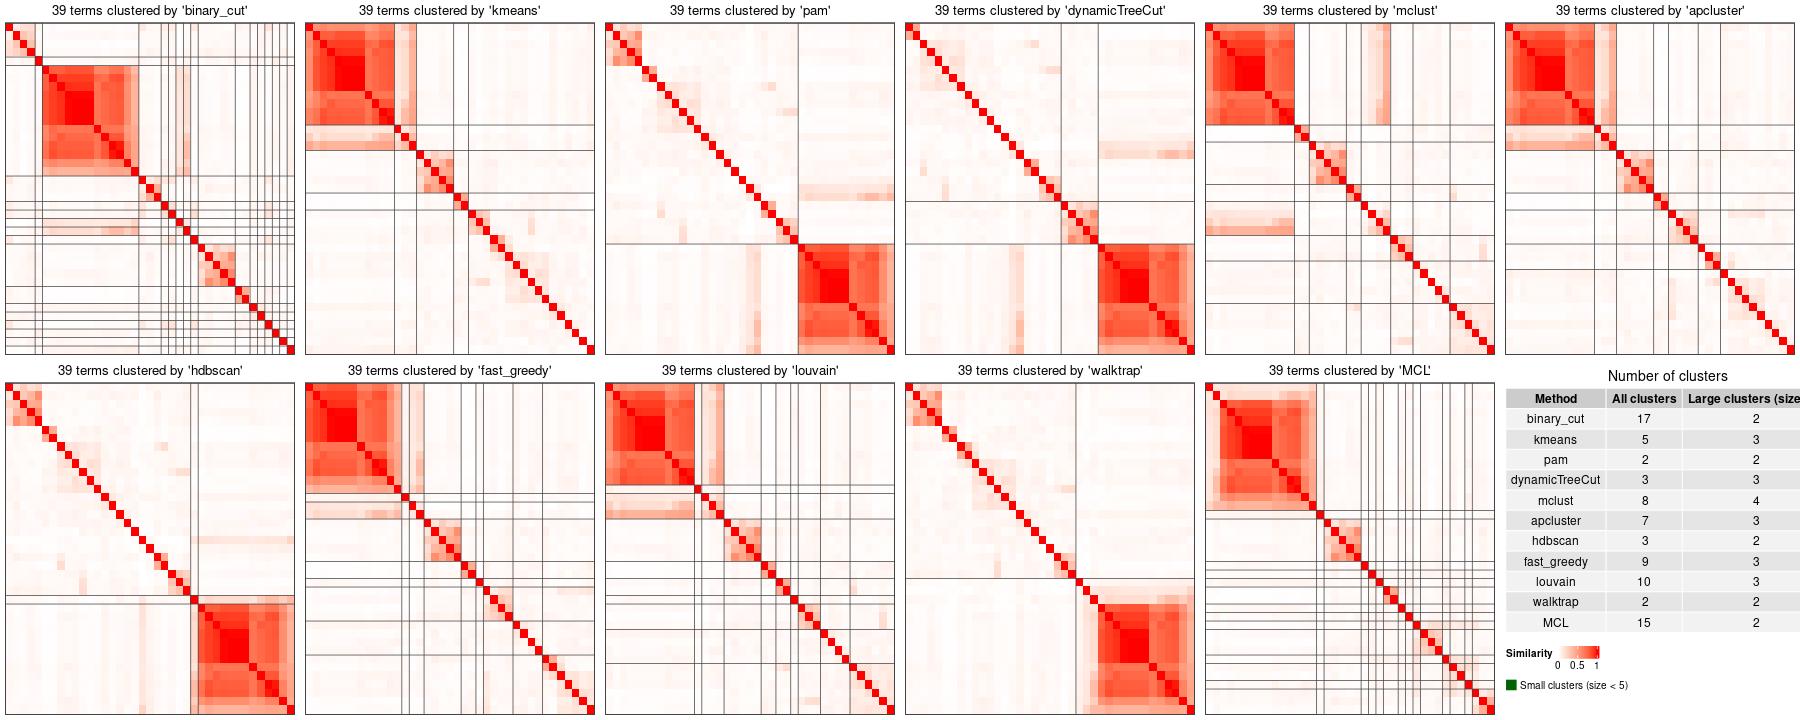 39 terms clustered by 'binary_cut'
39 terms clustered by 'kmeans'
39 terms clustered by 'pam'
39 terms clustered by 'dynamicTreeCut'
39 terms clustered by 'mclust'
39 terms clustered by 'apcluster'
39 terms clustered by 'hdbscan'
39 terms clustered by 'fast_greedy'
39 terms clustered by 'louvain'
39 terms clustered by 'walktrap'
39 terms clustered by 'MCL'
Number of clusters
Method All clusters Large clusters (size
binary_cut 17 2
kmeans 5 3
pam 2 2
dynamicTreeCut 3 3
mclust 8 4
apcluster 7 3
hdbscan 3 2
fast_greedy 9 3
louvain 10 3
walktrap 2 2
MCL 15 2
Similarity
0 0.5 1
Small clusters (size < 5)